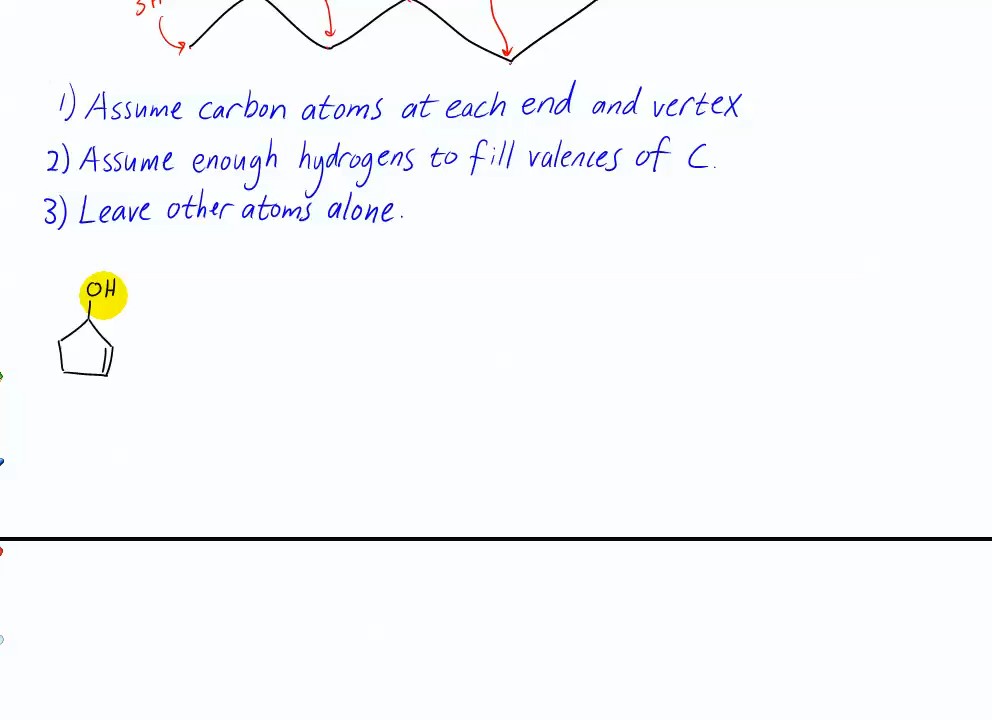 3H
1) Assume carbon atoms at each end and vertex
2) Assume enough hydrogens to fill valences of C.
3) Leave other atoms alone.
OH